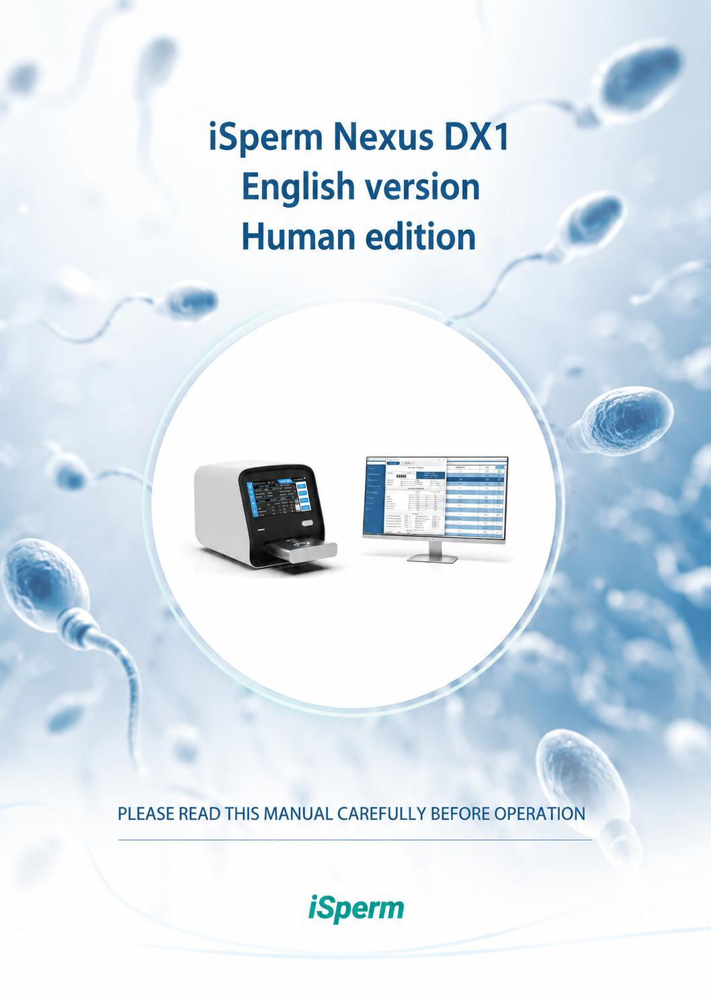 iSperm Nexus DX1
English version
Human edition
PLEASE READ THIS MANUAL CAREFULLY BEFORE OPERATION
iSperm